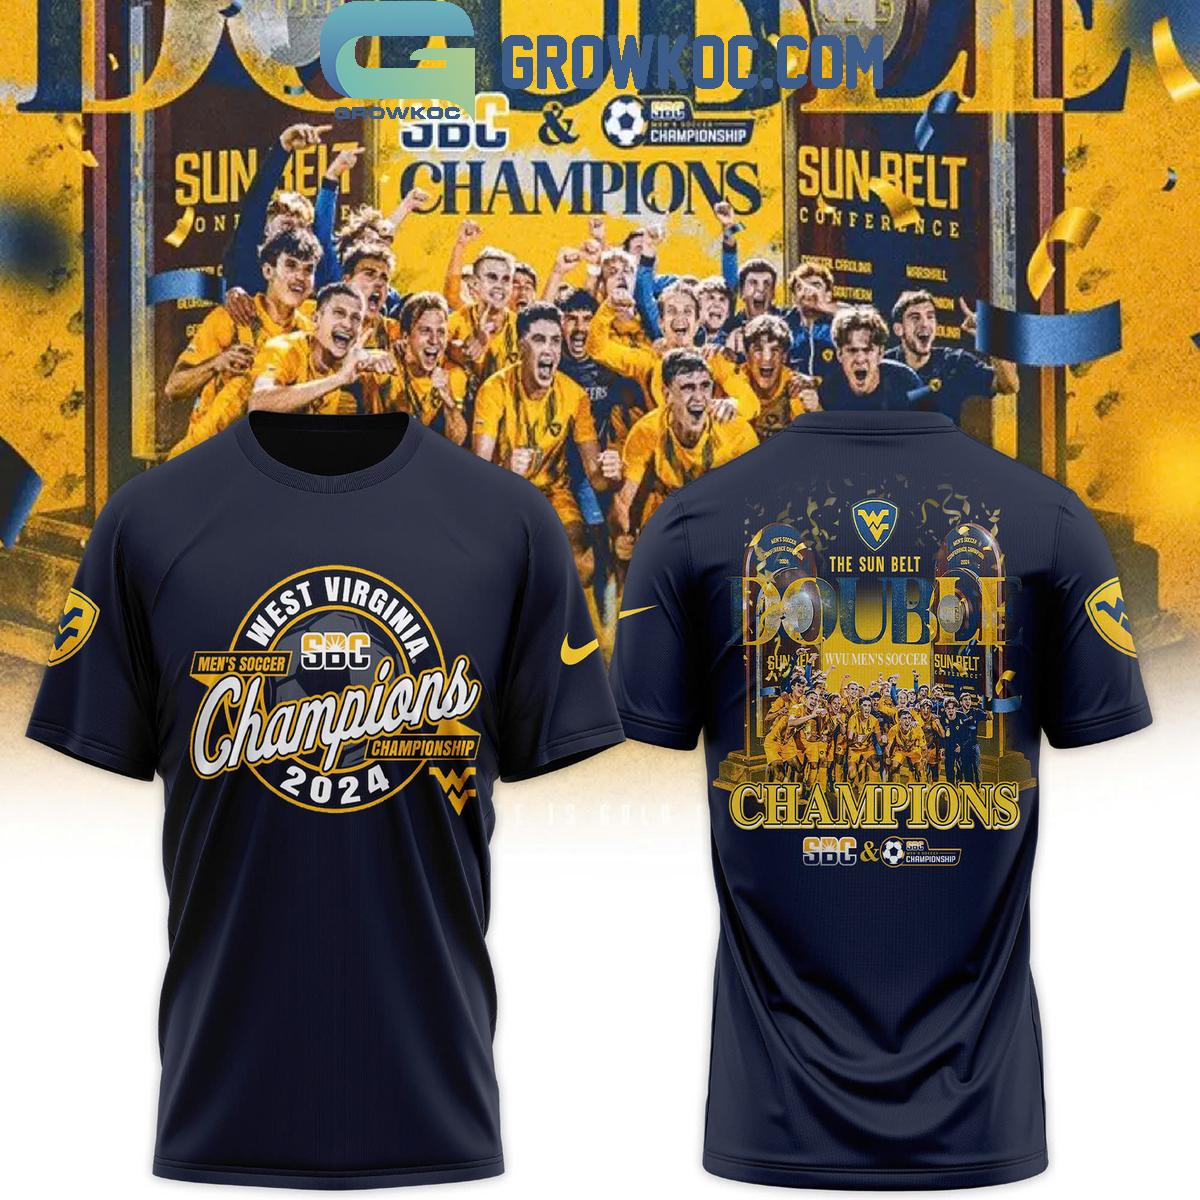 DOUBLE
GROWKOC
GROWKOC.COM
SBC & SBC
MEN'S SOCCER
CHAMPIONSHIP
CHAMPIONS
SUN BELT
SUN BELT
CONFERENCE
COASTAL CAROLINA
MARSHALL
SOUTHERN
WEST VIRGINIA
SBC
MEN'S SOCCER
Champions
CHAMPIONSHIP
2024
THE SUN BELT
DOUBLE
WVU MEN'S SOCCER
SUN BELT
SUN BELT
CONFERENCE
CHAMPIONS
SBC & SBC
MEN'S SOCCER
CHAMPIONSHIP